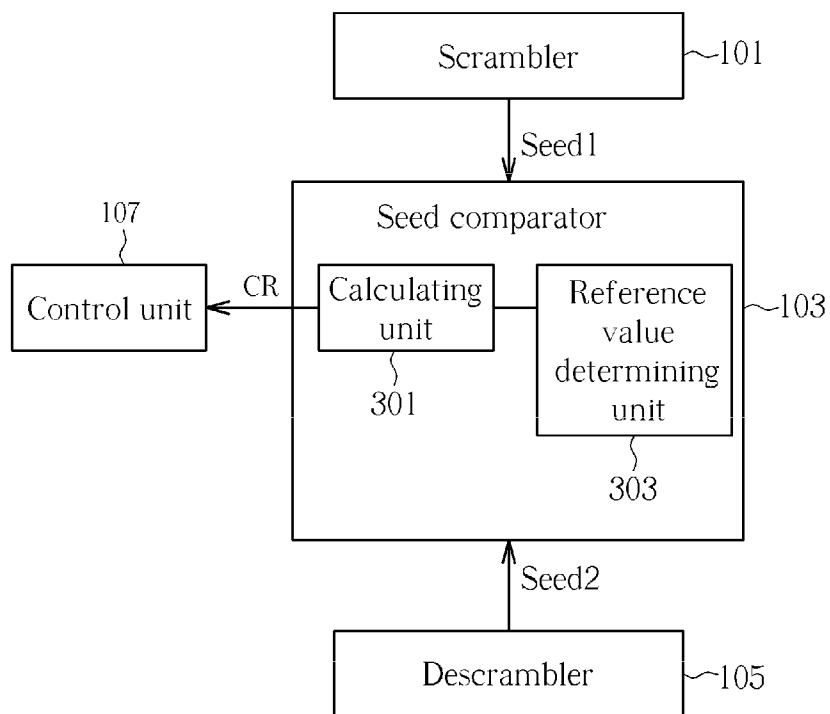 Scrambler
101
Seed1
107
Seed comparator
Control unit
CR
Calculating
unit
301
Reference
value
determining
unit
303
103
Seed2
Descrambler
105